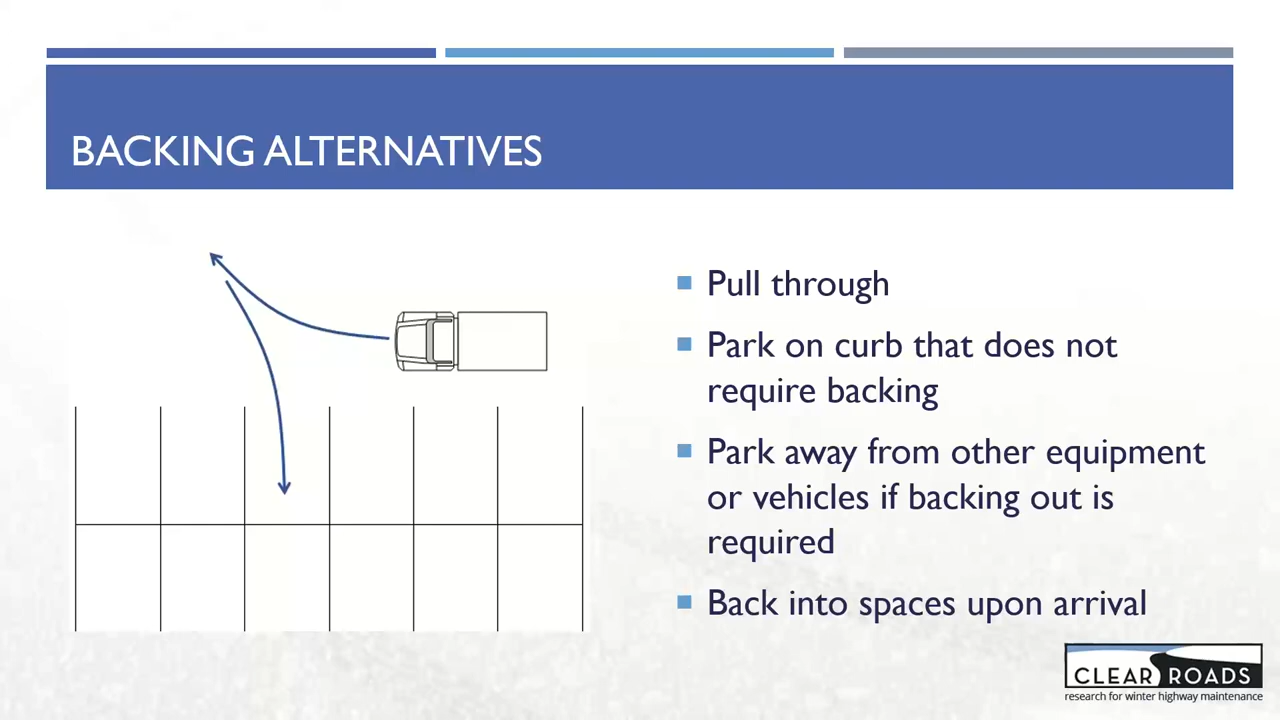 BACKING ALTERNATIVES
Pull through
Park on curb that does not
require backing
Park away from other equipment
or vehicles if backing out is
required
Back into spaces upon arrival
CLEAR ROADS
research for winter highway maintenance